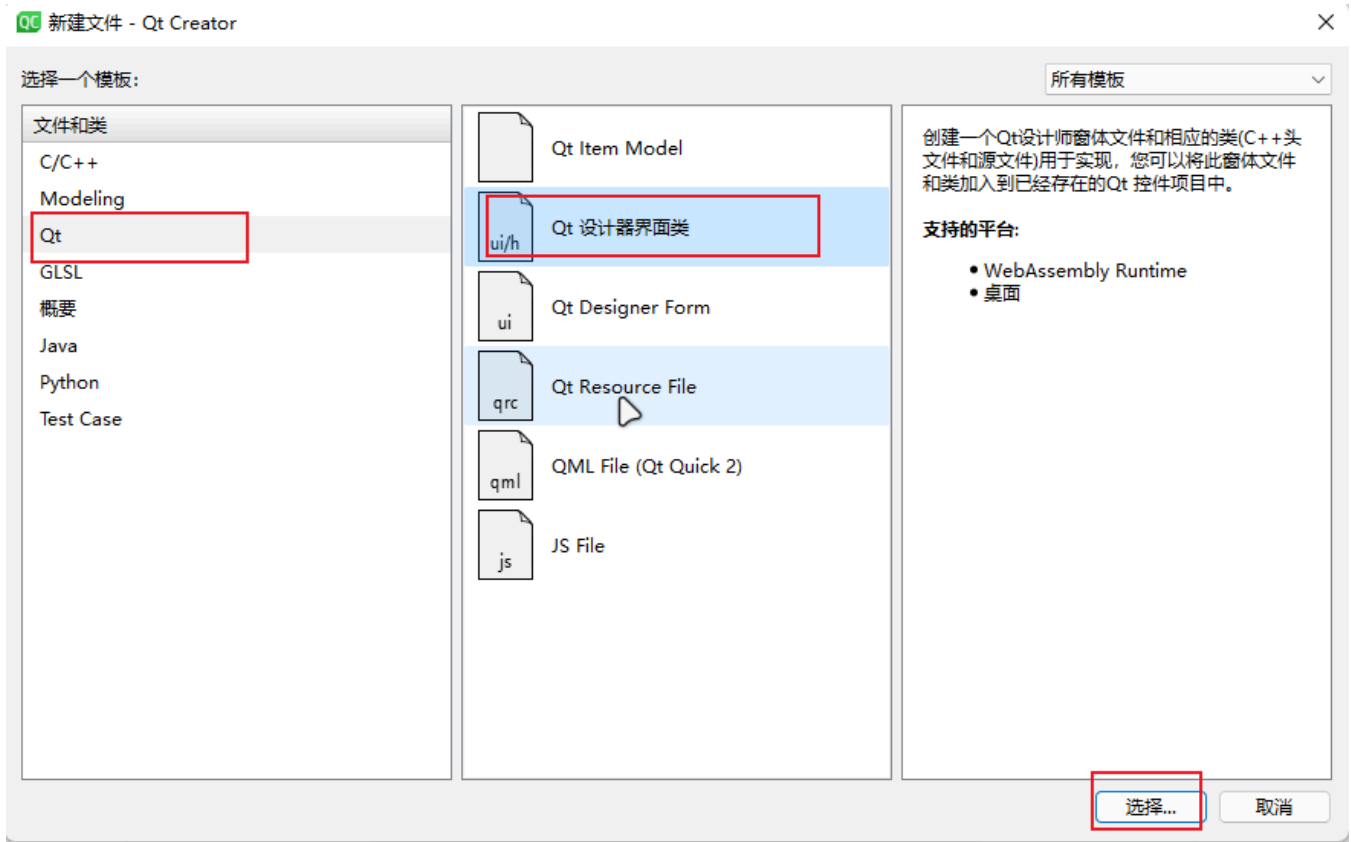 QC 新建文件 - Qt Creator
选择一个模板:
所有模板
文件和类
C/C++
Modeling
Qt
GLSL
概要
Java
Python
Test Case
Qt Item Model
ui/h
Qt 设计器界面类
ui
Qt Designer Form
qrc
Qt Resource File
qml
QML File (Qt Quick 2)
js
JS File
创建一个Qt设计师窗体文件和相应的类(C++头
文件和源文件)用于实现，您可以将此窗体文件
和类加入到已经存在的Qt 控件项目中。
支持的平台:
• WebAssembly Runtime
• 桌面
选择...
取消